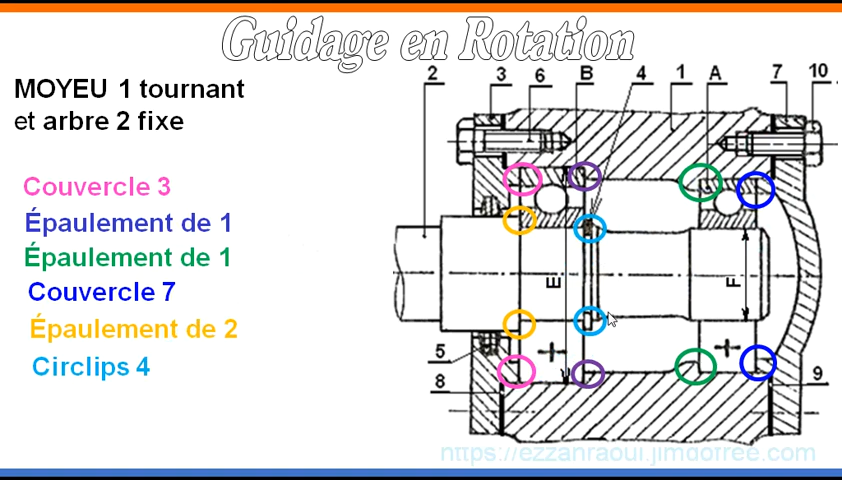 Guidage en Rotation
MOYEU 1 tournant
et arbre 2 fixe
Couvercle 3
Épaulement de 1
Épaulement de 1
Couvercle 7
Épaulement de 2
Circlips 4
2 3 6 B 4 1 A 7 10
E F
5
8 9
https://ezzahraoui.jimdofree.com